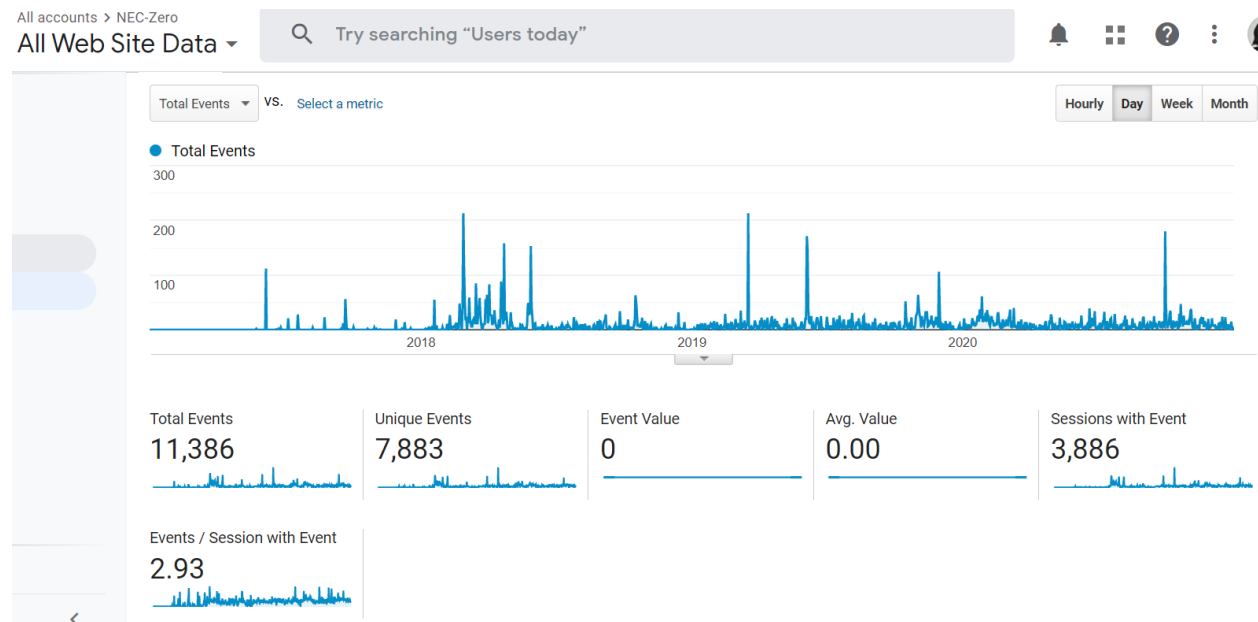 All accounts > NEC-Zero
All Web Site Data
Try searching “Users today”
Total Events
VS.
Select a metric
Hourly
Day
Week
Month
Total Events
300
200
100
2018
2019
2020
Total Events
11,386
Unique Events
7,883
Event Value
0
Avg. Value
0.00
Sessions with Event
3,886
Events / Session with Event
2.93